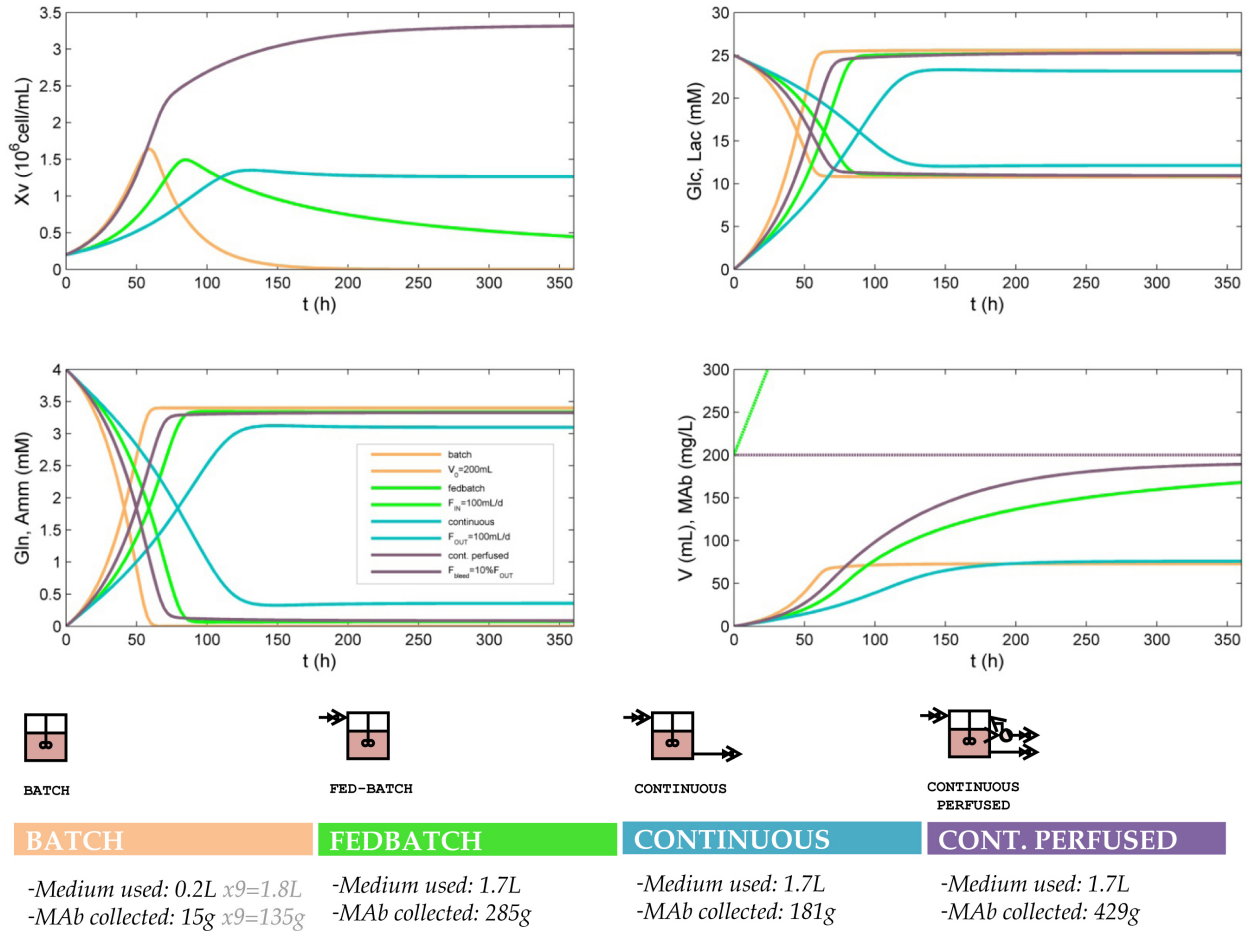 3.5
3
2.5
2
1.5
1
0.5
0
Xv (10⁶cell/mL)
0 50 100 150 200 250 300 350
t (h)
30
25
20
15
10
5
0
Glc, Lac (mM)
0 50 100 150 200 250 300 350
t (h)
4
3.5
3
2.5
2
1.5
1
0.5
0
Gln, Amm (mM)
0 50 100 150 200 250 300 350
t (h)
batch
V₀=200mL
fedbatch
F_IN=100mL/d
continuous
F_OUT=100mL/d
cont. perfused
F_bleed=10%F_OUT
300
250
200
150
100
50
0
V (mL), MAb (mg/L)
0 50 100 150 200 250 300 350
t (h)
BATCH
FED-BATCH
CONTINUOUS
CONTINUOUS
PERFUSED
BATCH
-Medium used: 0.2L x9=1.8L
-MAb collected: 15g x9=135g
FEDBATCH
-Medium used: 1.7L
-MAb collected: 285g
CONTINUOUS
-Medium used: 1.7L
-MAb collected: 181g
CONT. PERFUSED
-Medium used: 1.7L
-MAb collected: 429g